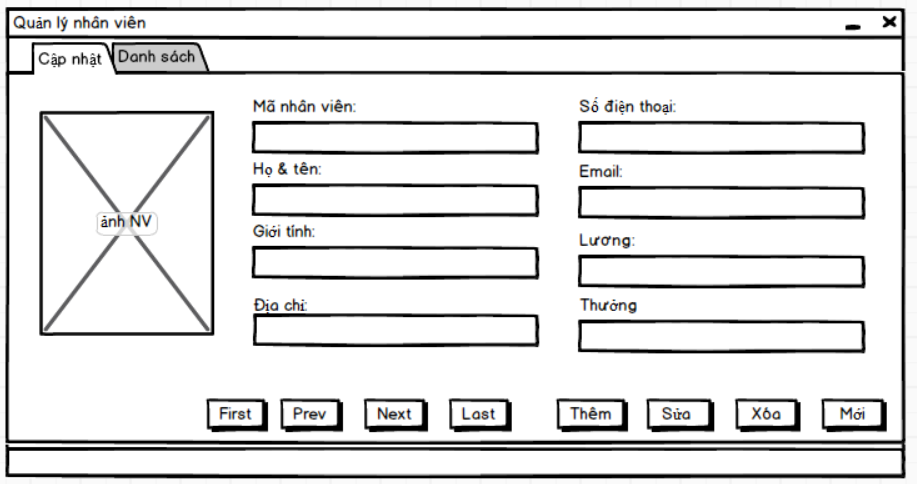 Quản lý nhân viên
Cập nhật
Danh sách
ảnh NV
Mã nhân viên:
Họ & tên:
Giới tính:
Địa chỉ:
Số điện thoại:
Email:
Lương:
Thưởng
First Prev Next Last Thêm Sửa Xóa Mới